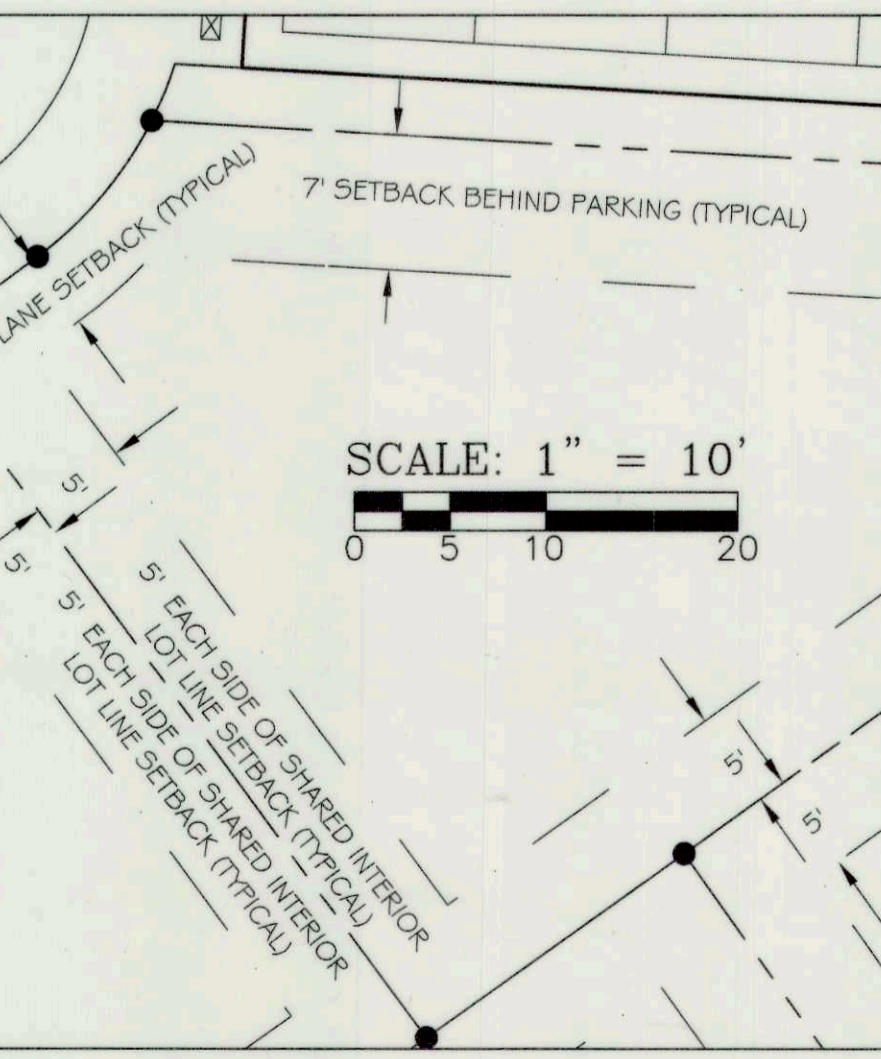 7' SETBACK BEHIND PARKING (TYPICAL)
LANE SETBACK (TYPICAL)
SCALE: 1" = 10'
0 5 10 20
5'
5'
5' EACH SIDE OF SHARED INTERIOR
LOT LINE SETBACK (TYPICAL)
5' EACH SIDE OF SHARED INTERIOR
LOT LINE SETBACK (TYPICAL)
5'
5'